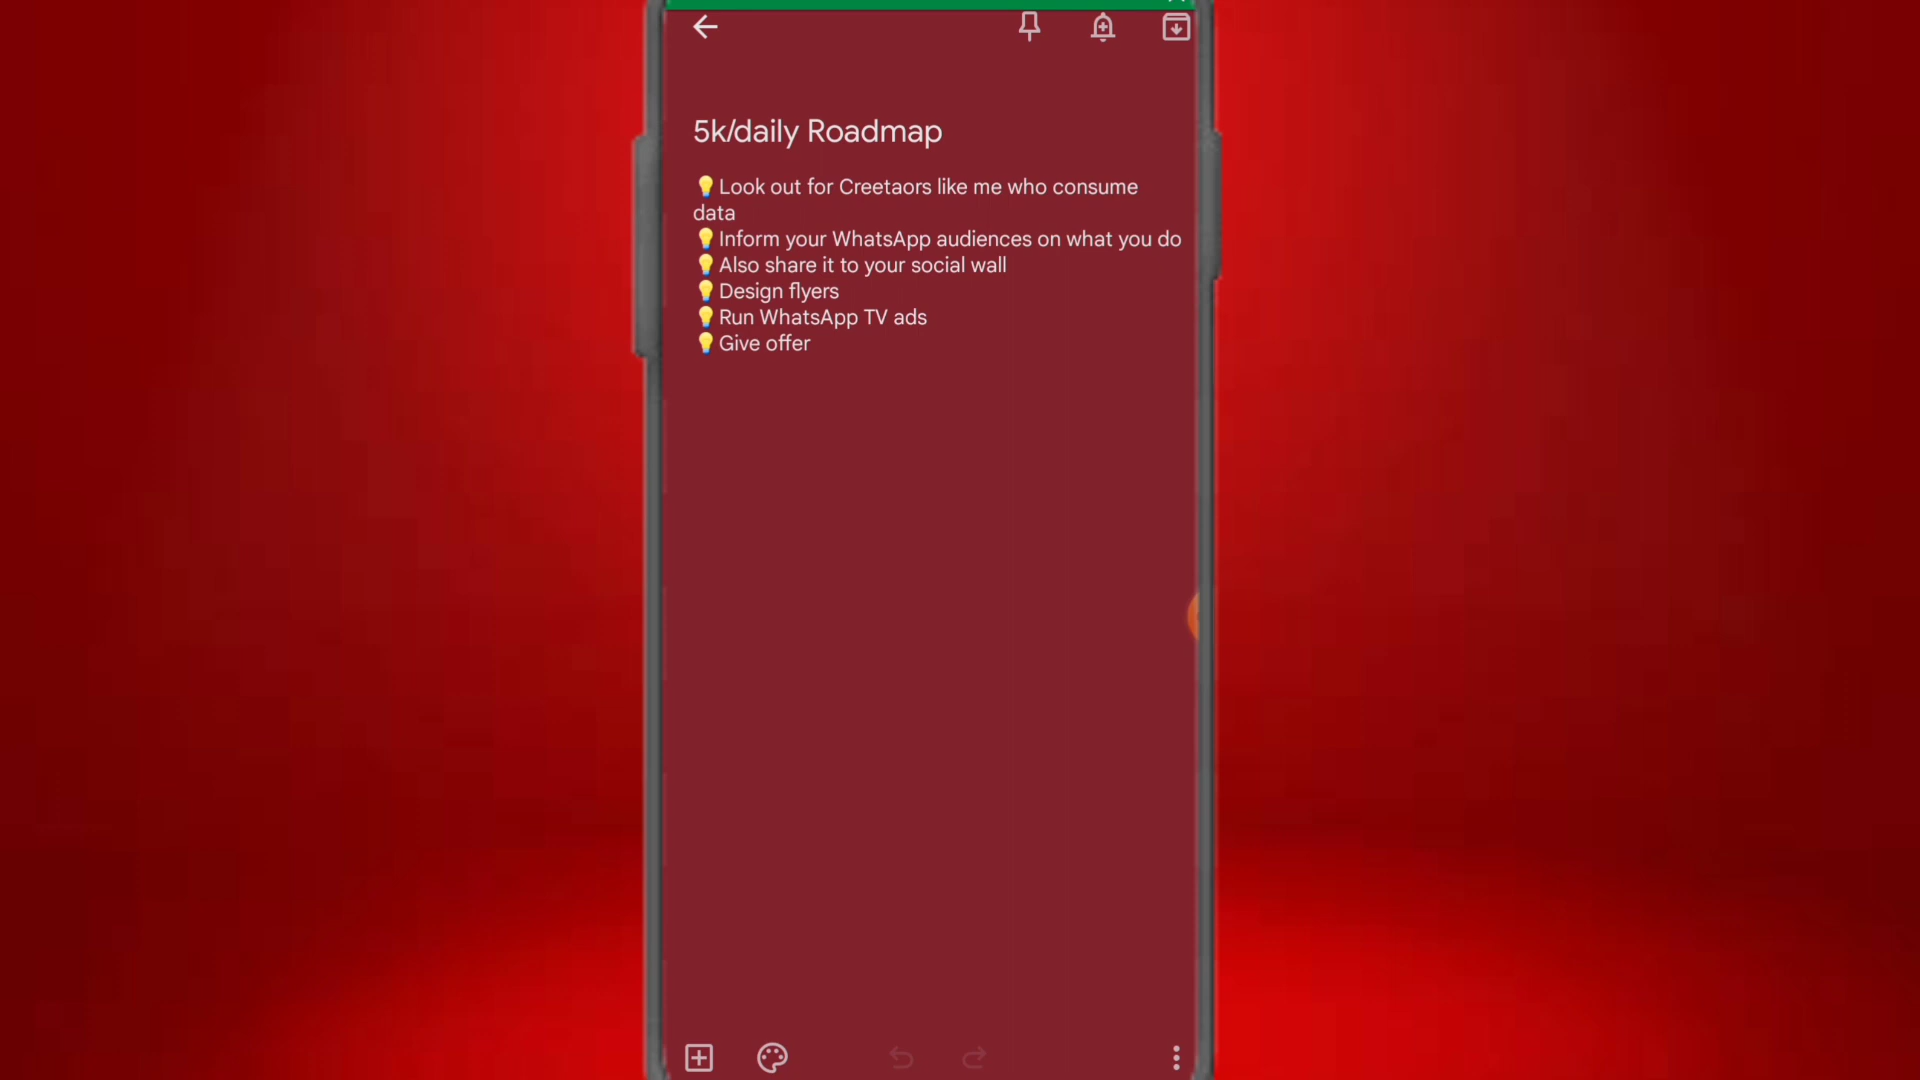 5k/daily Roadmap
💡Look out for Creetaors like me who consume
data
💡Inform your WhatsApp audiences on what you do
💡Also share it to your social wall
💡Design flyers
💡Run WhatsApp TV ads
💡Give offer